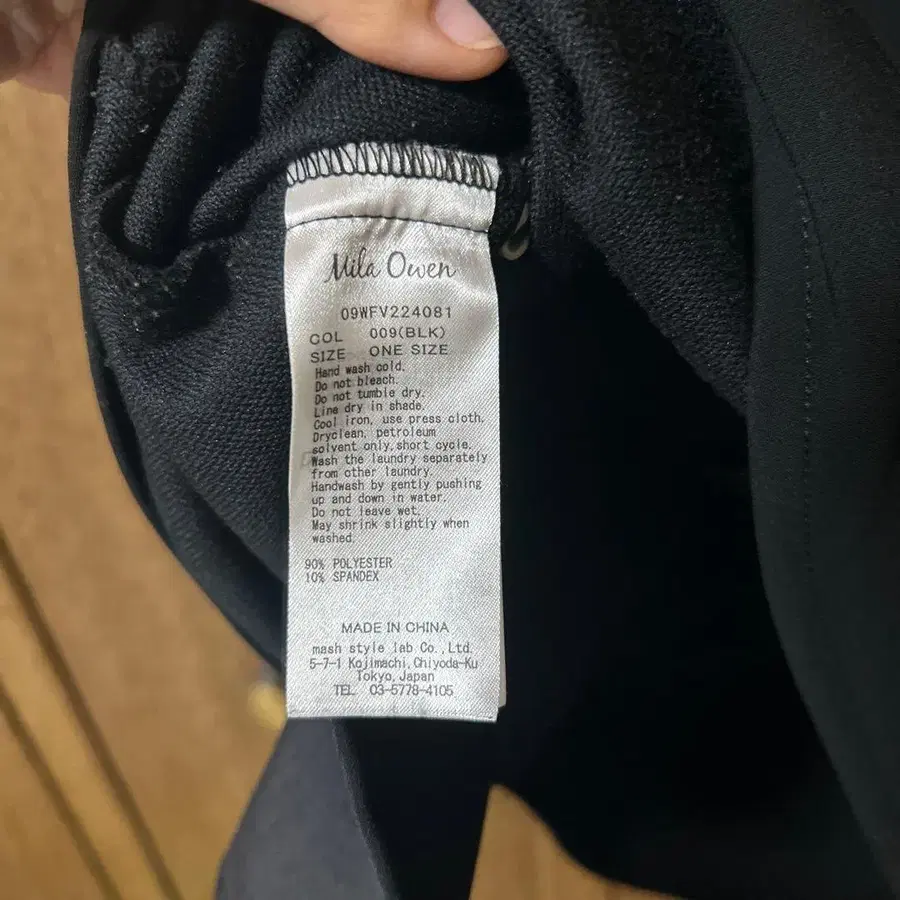 Mila Owen
09WFV224081
COL 009(BLK)
SIZE ONE SIZE
Hand wash cold.
Do not bleach.
Do not tumble dry.
Line dry in shade.
Cool iron, use press cloth.
Dryclean, petroleum
solvent only, short cycle.
Wash the laundry separately
from other laundry.
Handwash by gently pushing
up and down in water.
Do not leave wet.
May shrink slightly when
washed.
90% POLYESTER
10% SPANDEX
MADE IN CHINA
mash style lab Co., Ltd.
5-7-1 Kojimachi, Chiyoda-Ku
Tokyo, Japan
TEL 03-5778-4105